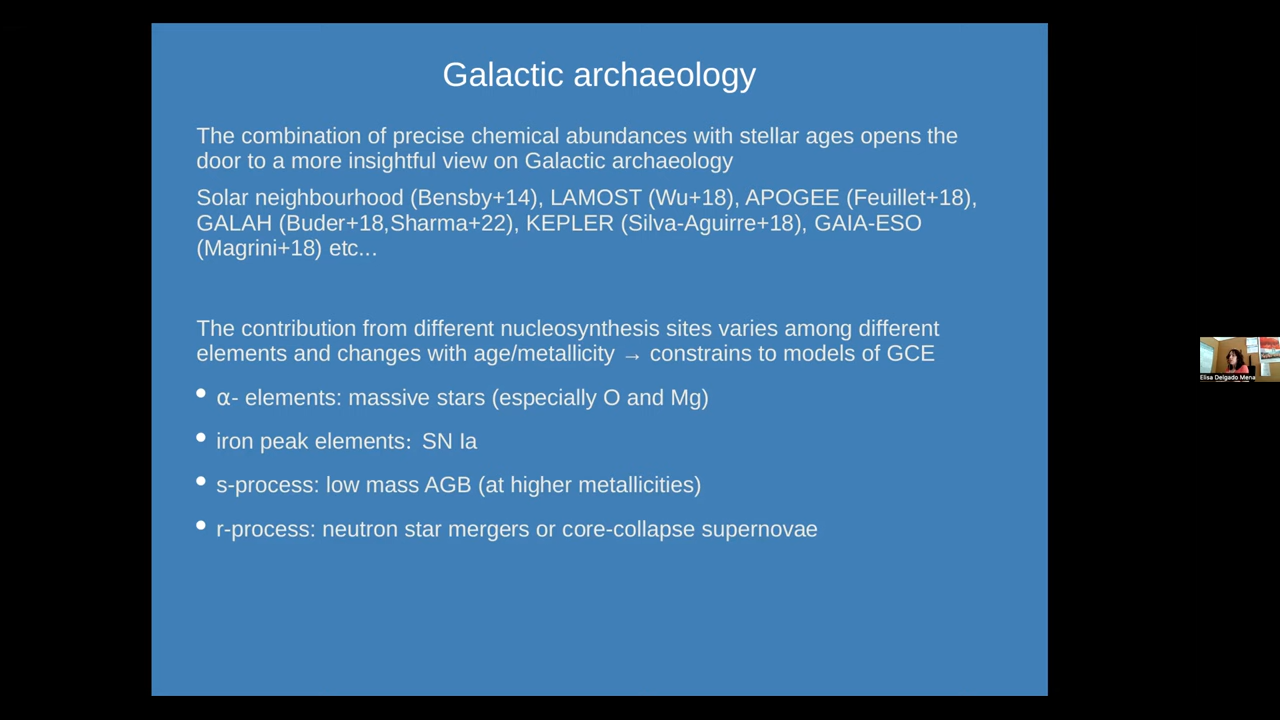 Galactic archaeology
The combination of precise chemical abundances with stellar ages opens the
door to a more insightful view on Galactic archaeology
Solar neighbourhood (Bensby+14), LAMOST (Wu+18), APOGEE (Feuillet+18),
GALAH (Buder+18,Sharma+22), KEPLER (Silva-Aguirre+18), GAIA-ESO
(Magrini+18) etc...
The contribution from different nucleosynthesis sites varies among different
elements and changes with age/metallicity → constrains to models of GCE
• α- elements: massive stars (especially O and Mg)
• iron peak elements: SN Ia
• s-process: low mass AGB (at higher metallicities)
• r-process: neutron star mergers or core-collapse supernovae
Elisa Delgado Mena